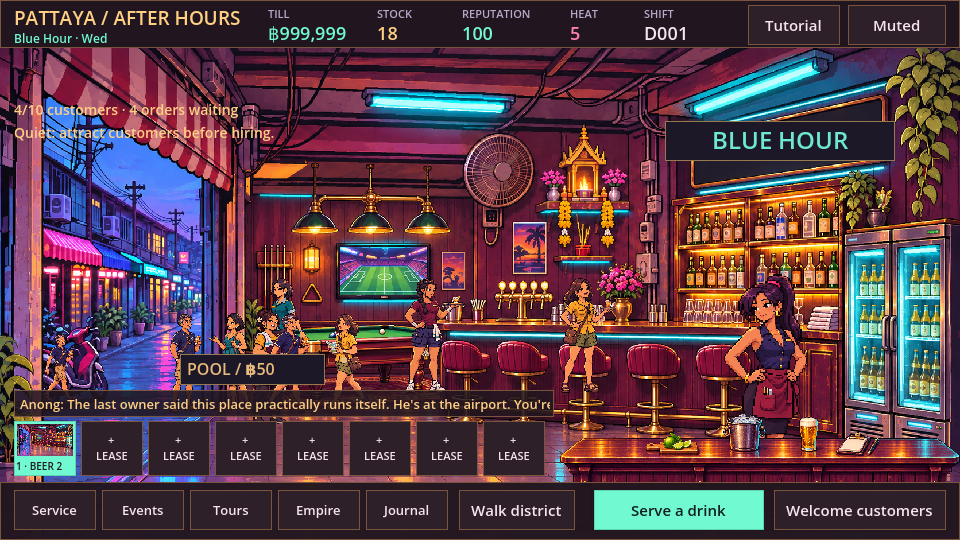 PATTAYA / AFTER HOURS
Blue Hour · Wed
TILL
฿999,999
STOCK
18
REPUTATION
100
HEAT
5
SHIFT
D001
Tutorial
Muted
4/10 customers · 4 orders waiting
Quiet: attract customers before hiring.
BLUE HOUR
POOL / ฿50
Anong: The last owner said this place practically runs itself. He's at the airport. You're
1 · BEER 2
+
LEASE
+
LEASE
+
LEASE
+
LEASE
+
LEASE
+
LEASE
+
LEASE
Service
Events
Tours
Empire
Journal
Walk district
Serve a drink
Welcome customers